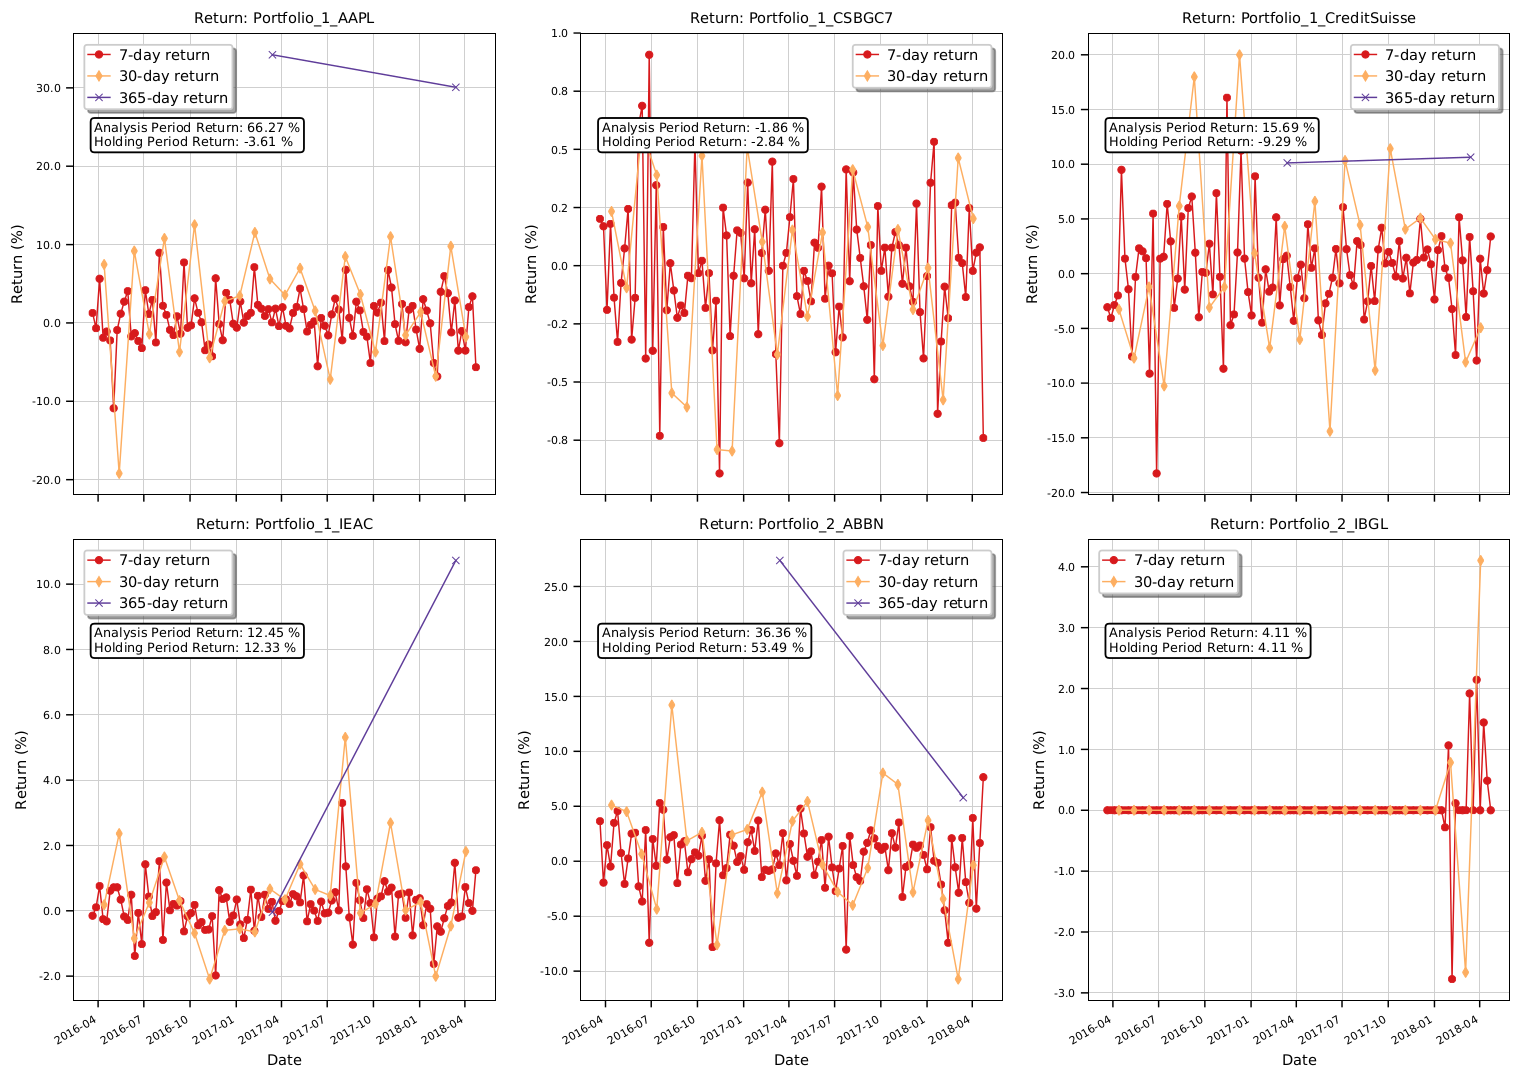 Return: Portfolio_1_AAPL
7-day return
30-day return
365-day return
Analysis Period Return: 66.27 %
Holding Period Return: -3.61 %
Return (%)
30.0
20.0
10.0
0.0
-10.0
-20.0
Return: Portfolio_1_CSBGC7
7-day return
30-day return
Analysis Period Return: -1.86 %
Holding Period Return: -2.84 %
Return (%)
1.0
0.8
0.5
0.2
0.0
-0.2
-0.5
-0.8
Return: Portfolio_1_CreditSuisse
7-day return
30-day return
365-day return
Analysis Period Return: 15.69 %
Holding Period Return: -9.29 %
Return (%)
20.0
15.0
10.0
5.0
0.0
-5.0
-10.0
-15.0
-20.0
Return: Portfolio_1_IEAC
7-day return
30-day return
365-day return
Analysis Period Return: 12.45 %
Holding Period Return: 12.33 %
Return (%)
10.0
8.0
6.0
4.0
2.0
0.0
-2.0
2016-04
2016-07
2016-10
2017-01
2017-04
2017-07
2017-10
2018-01
2018-04
Date
Return: Portfolio_2_ABBN
7-day return
30-day return
365-day return
Analysis Period Return: 36.36 %
Holding Period Return: 53.49 %
Return (%)
25.0
20.0
15.0
10.0
5.0
0.0
-5.0
-10.0
2016-04
2016-07
2016-10
2017-01
2017-04
2017-07
2017-10
2018-01
2018-04
Date
Return: Portfolio_2_IBGL
7-day return
30-day return
Analysis Period Return: 4.11 %
Holding Period Return: 4.11 %
Return (%)
4.0
3.0
2.0
1.0
0.0
-1.0
-2.0
-3.0
2016-04
2016-07
2016-10
2017-01
2017-04
2017-07
2017-10
2018-01
2018-04
Date